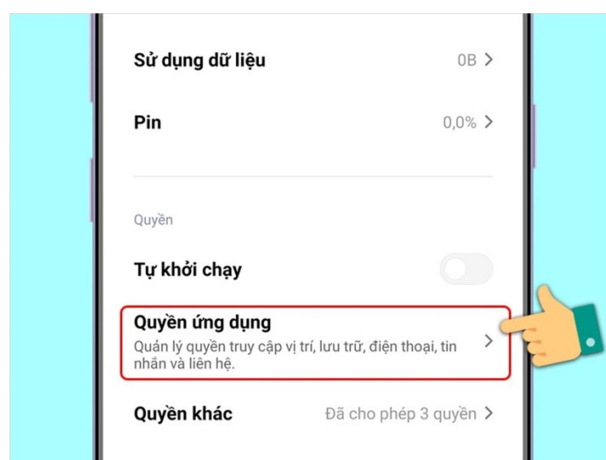 Sử dụng dữ liệu 0B
Pin 0,0%
Quyền
Tự khởi chạy
Quyền ứng dụng
Quản lý quyền truy cập vị trí, lưu trữ, điện thoại, tin
nhắn và liên hệ.
Quyền khác Đã cho phép 3 quyền